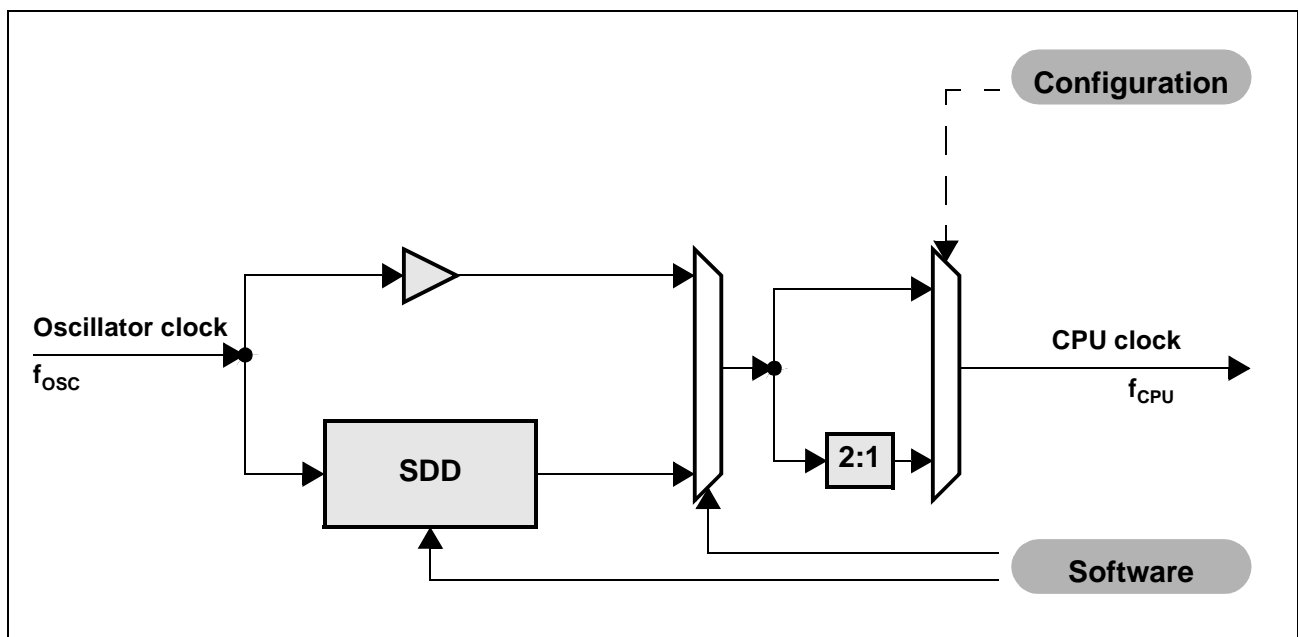 Configuration
Oscillator clock
fOSC
CPU clock
fCPU
2:1
SDD
Software